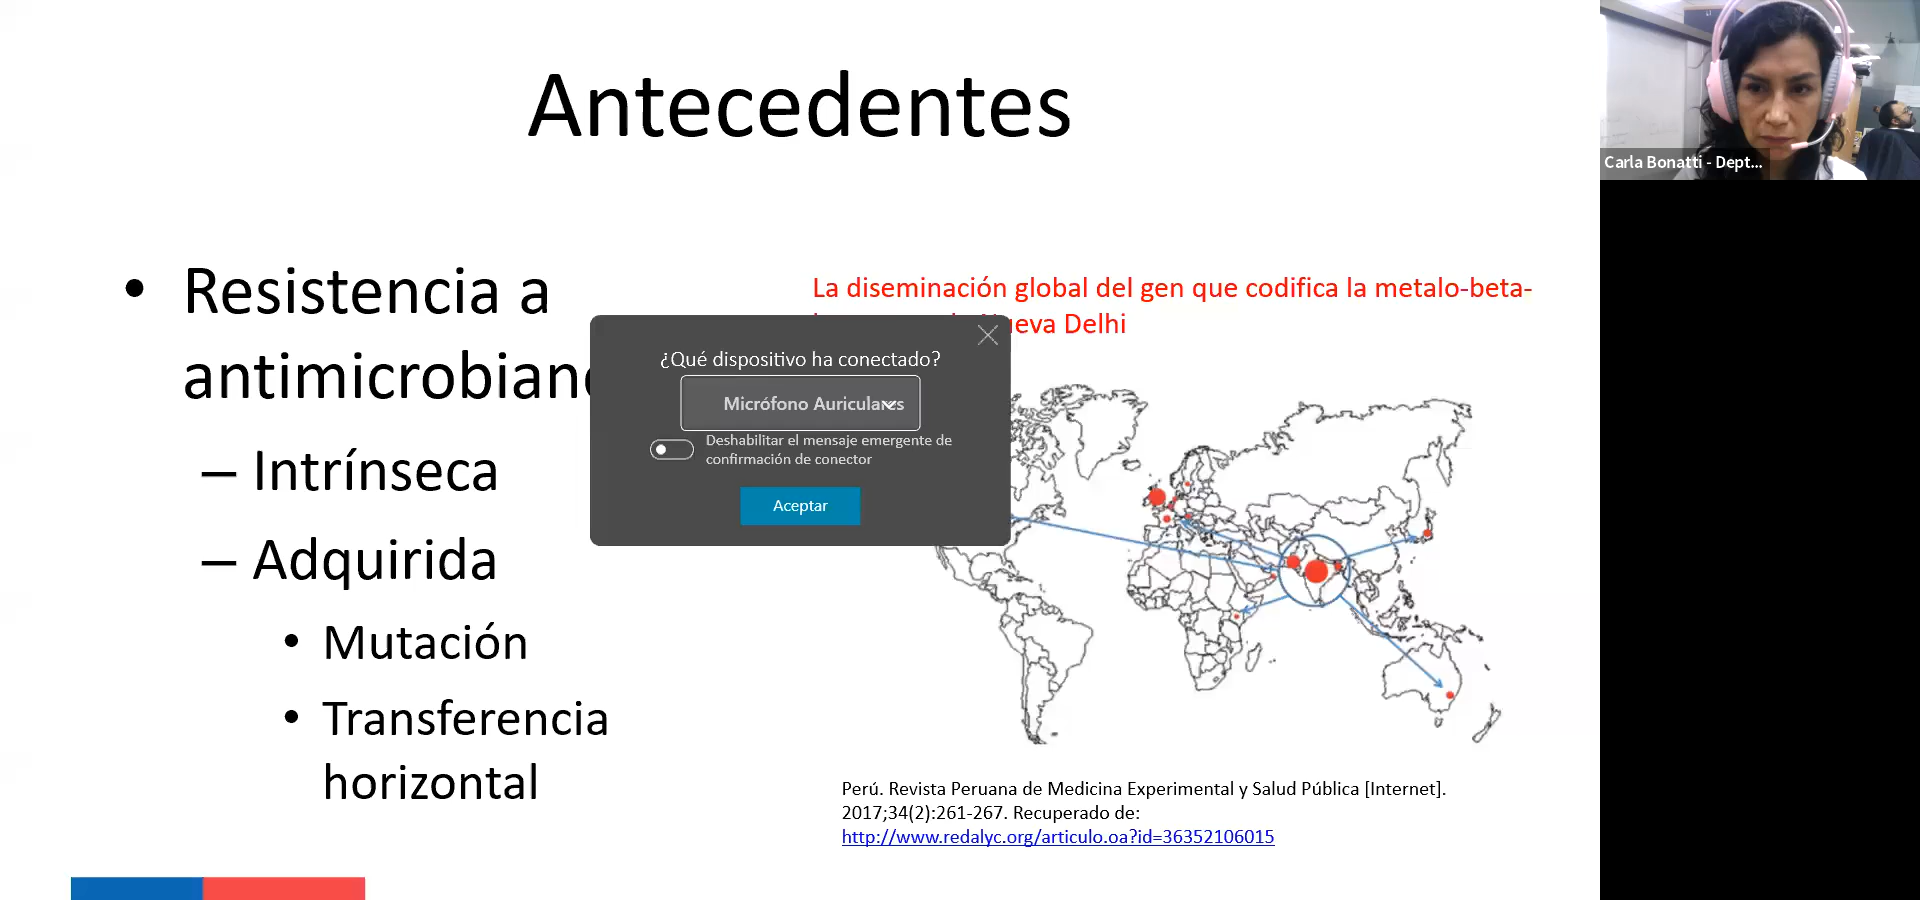 Antecedentes
Carla Bonatti - Dept...
• Resistencia a
antimicrobian
– Intrínseca
– Adquirida
• Mutación
• Transferencia
horizontal
La diseminación global del gen que codifica la metalo-beta-
Nueva Delhi
¿Qué dispositivo ha conectado?
Micrófono Auriculares
Deshabilitar el mensaje emergente de
confirmación de conector
Aceptar
Perú. Revista Peruana de Medicina Experimental y Salud Pública [Internet].
2017;34(2):261-267. Recuperado de:
http://www.redalyc.org/articulo.oa?id=36352106015